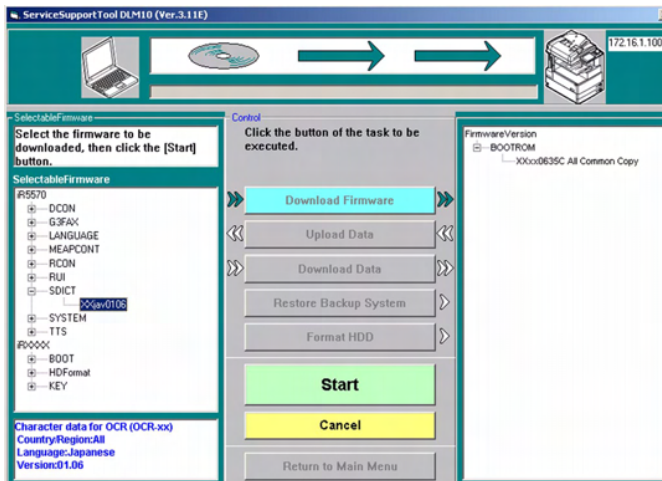 ServiceSupportTool DLM10 (Ver.3.11E)
172.16.1.100
SelectableFirmware
Select the firmware to be
downloaded, then click the [Start]
button.
SelectableFirmware
iR5570
DCON
G3FAX
LANGUAGE
MEAPCONT
RCON
RUI
SDICT
XXjav0106
SYSTEM
TTS
iRXXXX
BOOT
HDFormat
KEY
Character data for OCR (OCR-xx)
Country/Region:All
Language:Japanese
Version:01.06
Control
Click the button of the task to be
executed.
Download Firmware
Upload Data
Download Data
Restore Backup System
Format HDD
Start
Cancel
Return to Main Menu
FirmwareVersion
BOOTROM
XXxx0635C All Common Copy